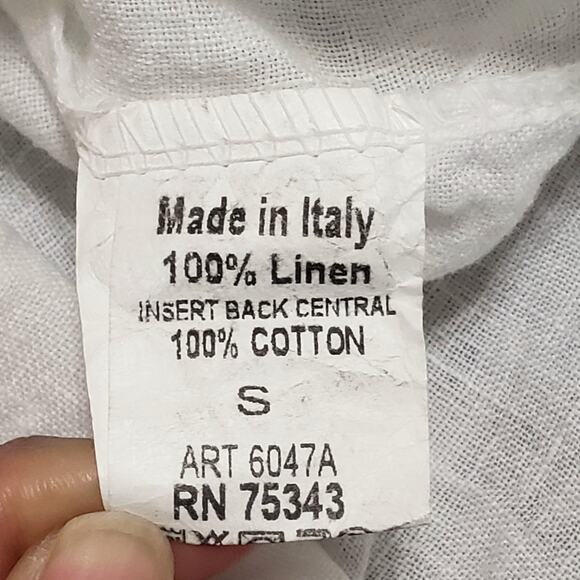 Made in Italy
100% Linen
INSERT BACK CENTRAL
100% COTTON
S
ART 6047A
RN 75343